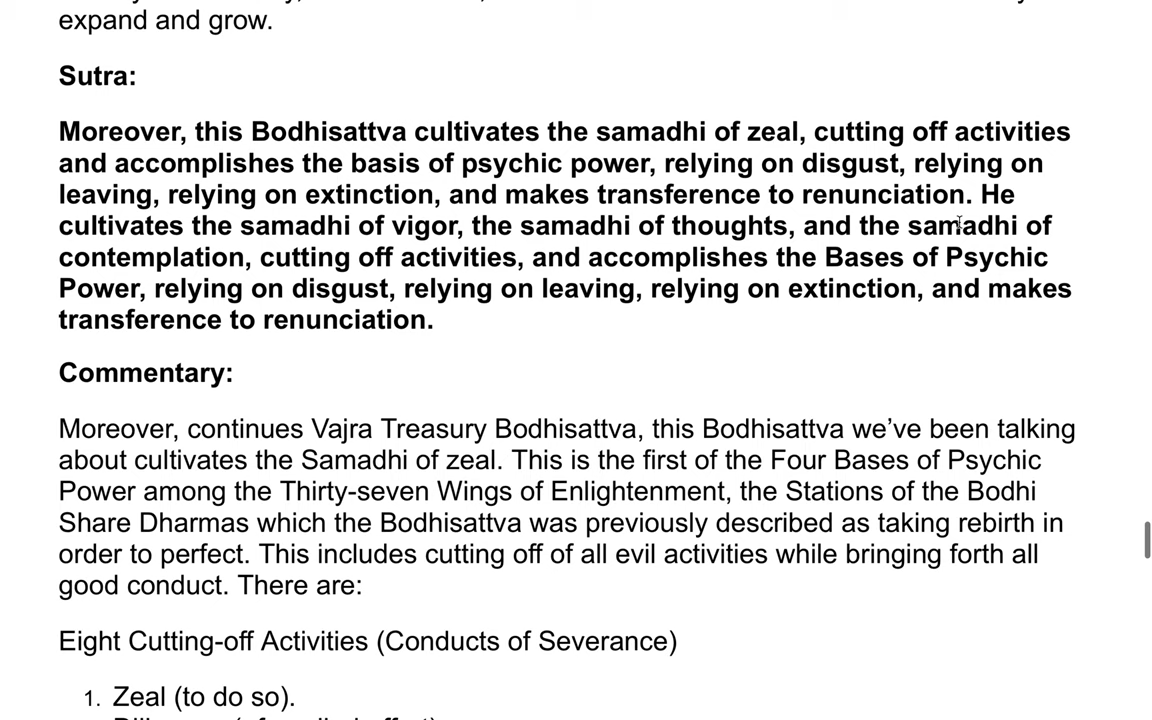 expand and grow.
Sutra:
Moreover, this Bodhisattva cultivates the samadhi of zeal, cutting off activities
and accomplishes the basis of psychic power, relying on disgust, relying on
leaving, relying on extinction, and makes transference to renunciation. He
cultivates the samadhi of vigor, the samadhi of thoughts, and the samadhi of
contemplation, cutting off activities, and accomplishes the Bases of Psychic
Power, relying on disgust, relying on leaving, relying on extinction, and makes
transference to renunciation.
Commentary:
Moreover, continues Vajra Treasury Bodhisattva, this Bodhisattva we’ve been talking
about cultivates the Samadhi of zeal. This is the first of the Four Bases of Psychic
Power among the Thirty-seven Wings of Enlightenment, the Stations of the Bodhi
Share Dharmas which the Bodhisattva was previously described as taking rebirth in
order to perfect. This includes cutting off of all evil activities while bringing forth all
good conduct. There are:
Eight Cutting-off Activities (Conducts of Severance)
1. Zeal (to do so).